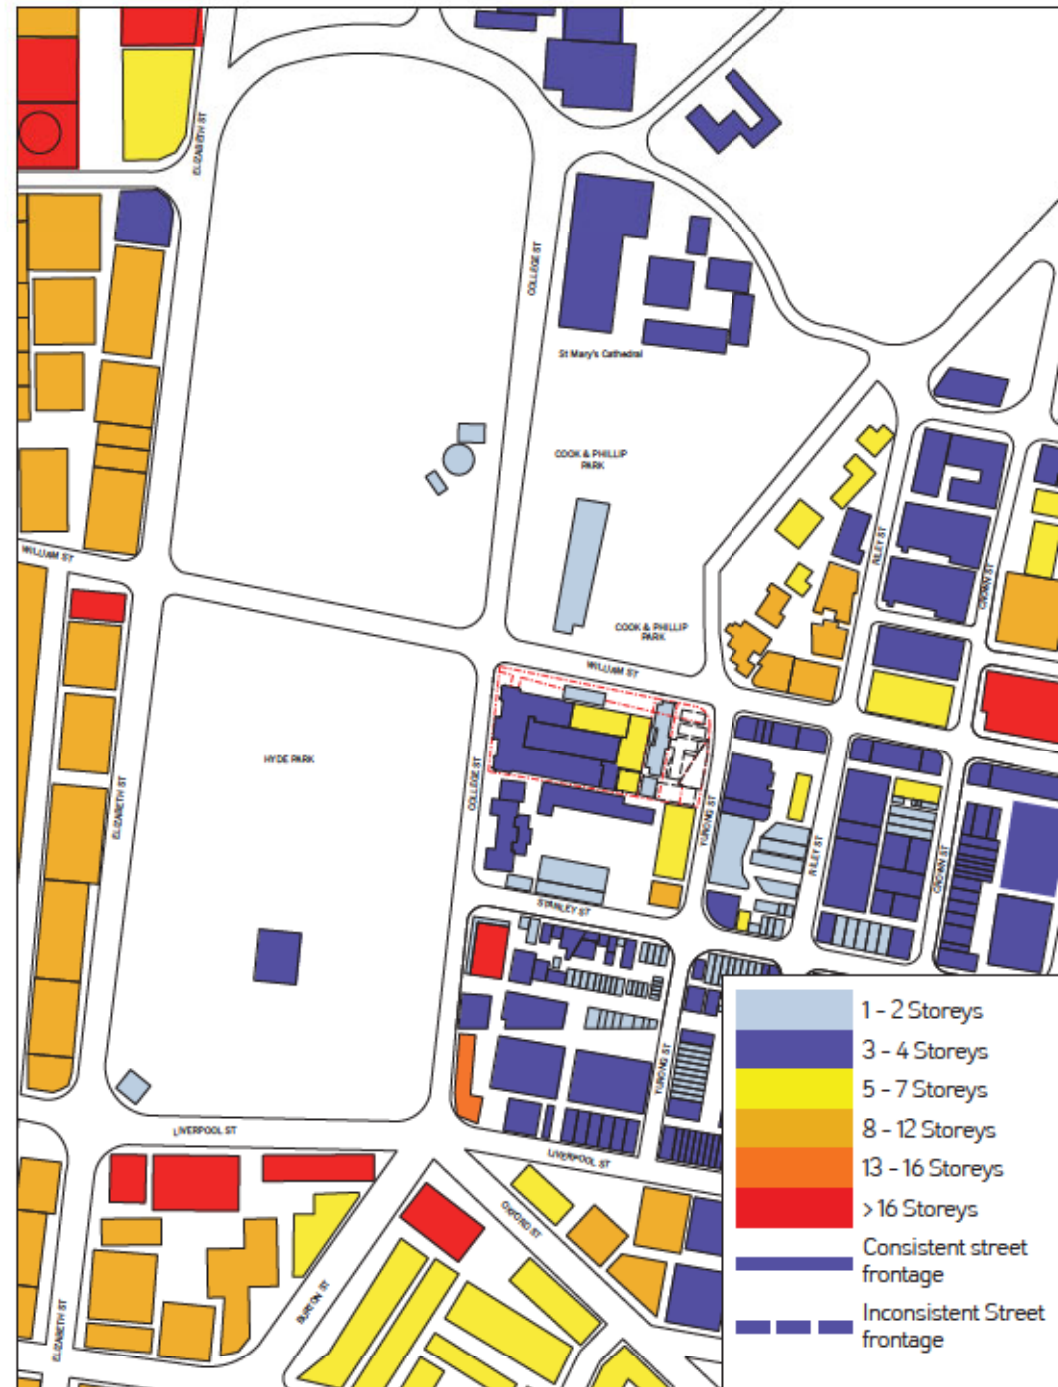 ELIZABETH ST
COLLEGE ST
St Mary's Cathedral
COOK & PHILLIP
PARK
RILEY ST
CROWN ST
WILLIAM ST
COOK & PHILLIP
PARK
WILLIAM ST
HYDE PARK
COLLEGE ST
ELIZABETH ST
YURONG ST
RILEY ST
CROWN ST
STANLEY ST
YURONG ST
LIVERPOOL ST
LIVERPOOL ST
OXFORD ST
BURTON ST
ELIZABETH ST
1 - 2 Storeys
3 - 4 Storeys
5 - 7 Storeys
8 - 12 Storeys
13 - 16 Storeys
> 16 Storeys
Consistent street
frontage
Inconsistent Street
frontage